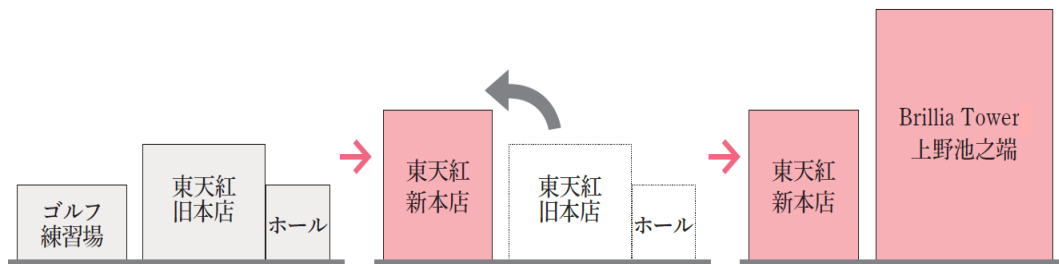 ゴルフ
練習場
東天紅
旧本店
ホール
東天紅
新本店
東天紅
旧本店
ホール
東天紅
新本店
Brillia Tower
上野池之端